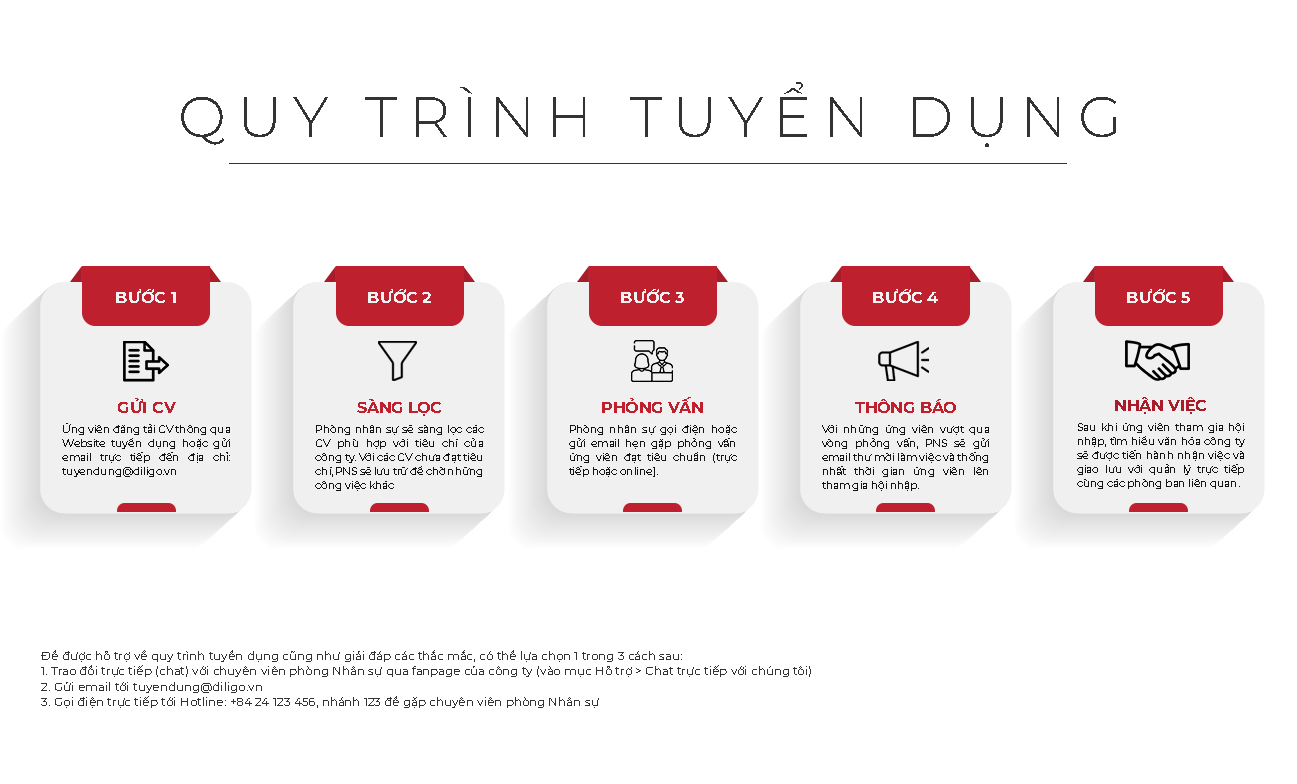 QUY TRÌNH TUYỂN DỤNG
BƯỚC 1
GỬI CV
Ứng viên đăng tải CV thông qua
Website tuyển dụng hoặc gửi
email trực tiếp đến địa chỉ:
tuyendung@diligo.vn
BƯỚC 2
SÀNG LỌC
Phòng nhân sự sẽ sàng lọc các
CV phù hợp với tiêu chí của
công ty. Với các CV chưa đạt tiêu
chí, PNS sẽ lưu trữ để chờ những
công việc khác
BƯỚC 3
PHỎNG VẤN
Phòng nhân sự gọi điện hoặc
gửi email hẹn gặp phỏng vấn
ứng viên đạt tiêu chuẩn (trực
tiếp hoặc online).
BƯỚC 4
THÔNG BÁO
Với những ứng viên vượt qua
vòng phỏng vấn, PNS sẽ gửi
email thư mời làm việc và thống
nhất thời gian ứng viên lên
tham gia hội nhập.
BƯỚC 5
NHẬN VIỆC
Sau khi ứng viên tham gia hội
nhập, tìm hiểu văn hóa công ty
sẽ được tiến hành nhận việc và
giao lưu với quản lý trực tiếp
cùng các phòng ban liên quan.
Để được hỗ trợ về quy trình tuyển dụng cũng như giải đáp các thắc mắc, có thể lựa chọn 1 trong 3 cách sau:
1. Trao đổi trực tiếp (chat) với chuyên viên phòng Nhân sự qua fanpage của công ty (vào mục Hỗ trợ > Chat trực tiếp với chúng tôi)
2. Gửi email tới tuyendung@diligo.vn
3. Gọi điện trực tiếp tới Hotline: +84 24 123 456, nhánh 123 để gặp chuyên viên phòng Nhân sự